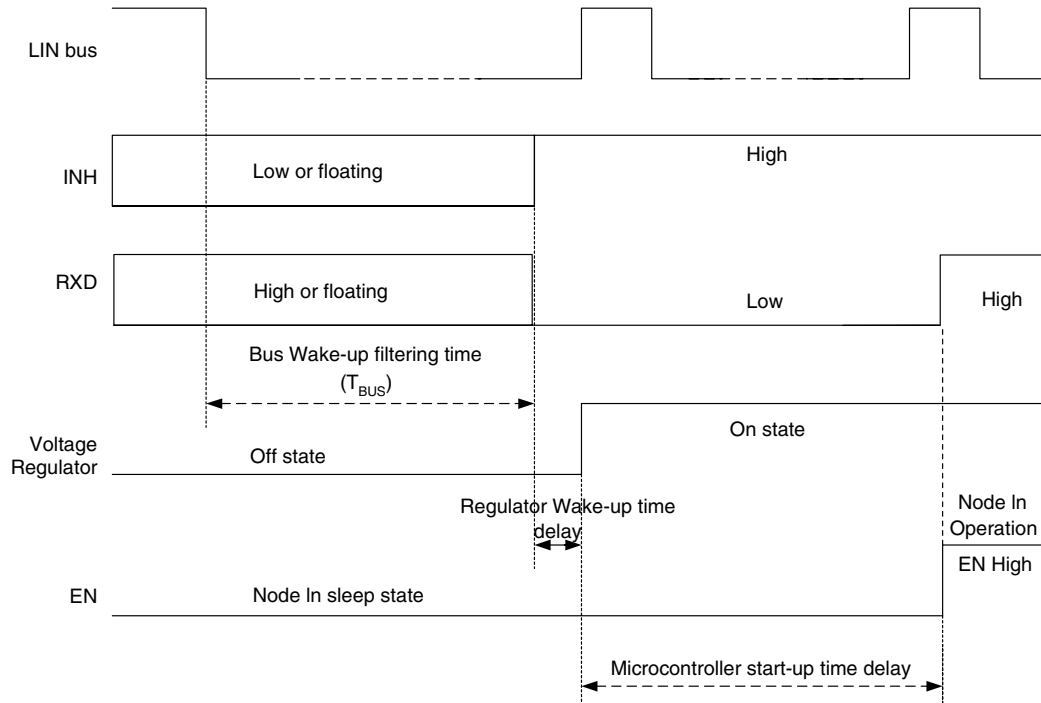 LIN bus
INH
Low or floating
High
RXD
High or floating
Low
High
Bus Wake-up filtering time
(TBUS)
Voltage
Regulator
Off state
On state
Regulator Wake-up time
delay
Node In
Operation
EN
Node In sleep state
EN High
Microcontroller start-up time delay